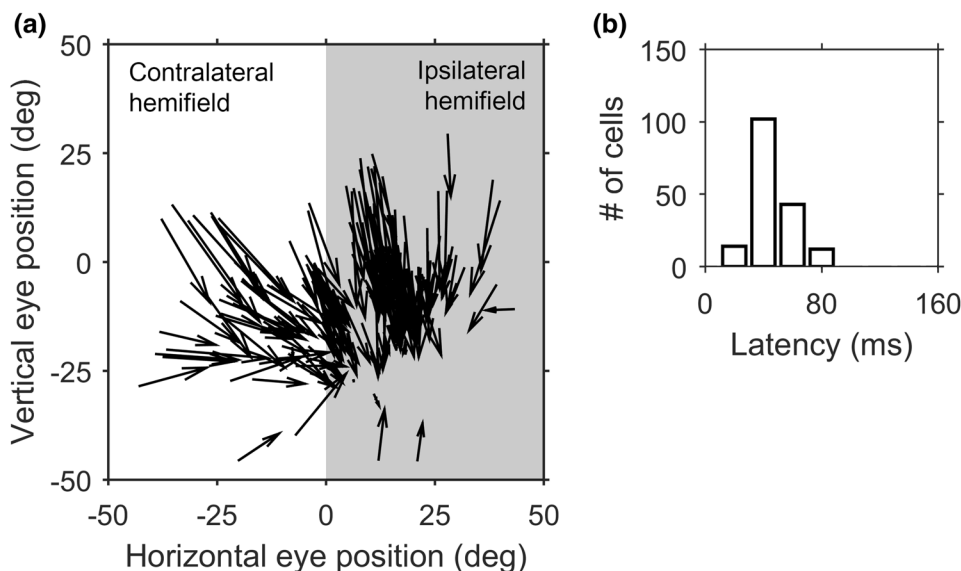 (a)
50
25
0
-25
-50
Vertical eye position (deg)
Contralateral
hemifield
Ipsilateral
hemifield
-50 -25 0 25 50
Horizontal eye position (deg)
(b)
150
100
50
0
# of cells
0 80 160
Latency (ms)